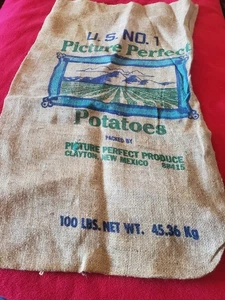 U.S. NO. 1
Picture Perfect
Potatoes
PACKED BY
PICTURE PERFECT PRODUCE
CLAYTON, NEW MEXICO 88415
100 LBS. NET WT. 45.36 Kg